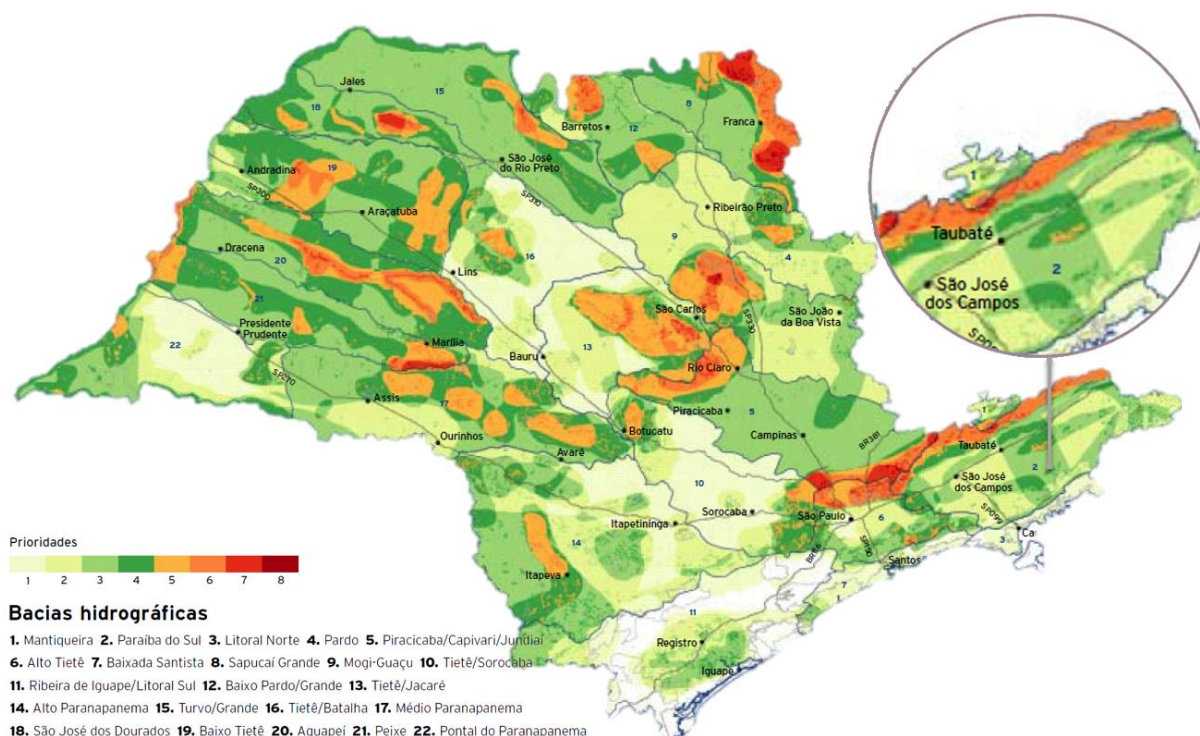 Jales
15
18
Barretos
12
8
Franca
São José
do Rio Preto
Andradina
19
SP300
Araçatuba
SP310
Ribeirão Preto
9
4
Dracena
20
16
Lins
21
Presidente
Prudente
22
São Carlos
SP330
São João
da Boa Vista
13
Marília
Bauru
Rio Claro
SP270
Assis
17
Piracicaba
5
Ourinhos
Botucatu
Campinas
BR381
Avaré
10
Sorocaba
Itapetininga
São Paulo
6
14
Itapeva
BR116
Santos
7
11
Registro
Iguape
1
Taubaté
2
São José
dos Campos
SP099
3
Ca
1
Taubaté
2
São José
dos Campos
Prioridades
1 2 3 4 5 6 7 8
Bacias hidrográficas
1. Mantiqueira 2. Paraíba do Sul 3. Litoral Norte 4. Pardo 5. Piracicaba/Capivari/Jundiaí
6. Alto Tietê 7. Baixada Santista 8. Sapucaí Grande 9. Mogi-Guaçu 10. Tietê/Sorocaba
11. Ribeira de Iguape/Litoral Sul 12. Baixo Pardo/Grande 13. Tietê/Jacaré
14. Alto Paranapanema 15. Turvo/Grande 16. Tietê/Batalha 17. Médio Paranapanema
18. São José dos Dourados 19. Baixo Tietê 20. Aguapeí 21. Peixe 22. Pontal do Paranapanema